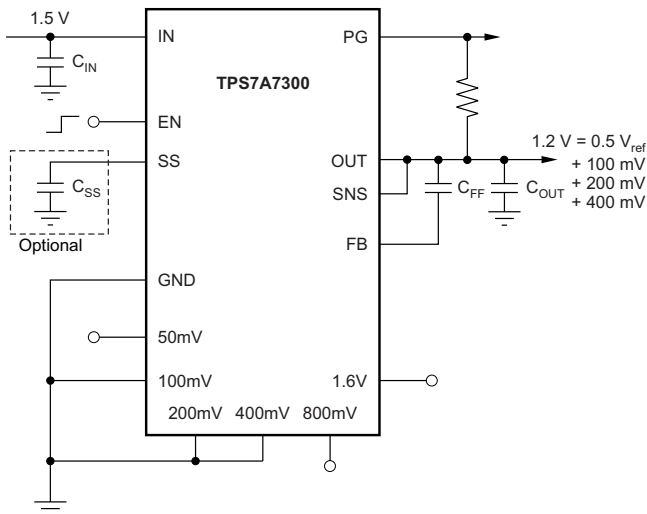 1.5 V
IN
PG
C_IN
TPS7A7300
EN
SS
OUT
1.2 V = 0.5 V_ref
+ 100 mV
+ 200 mV
+ 400 mV
C_SS
SNS
C_FF
C_OUT
Optional
FB
GND
50mV
100mV
1.6V
200mV 400mV 800mV